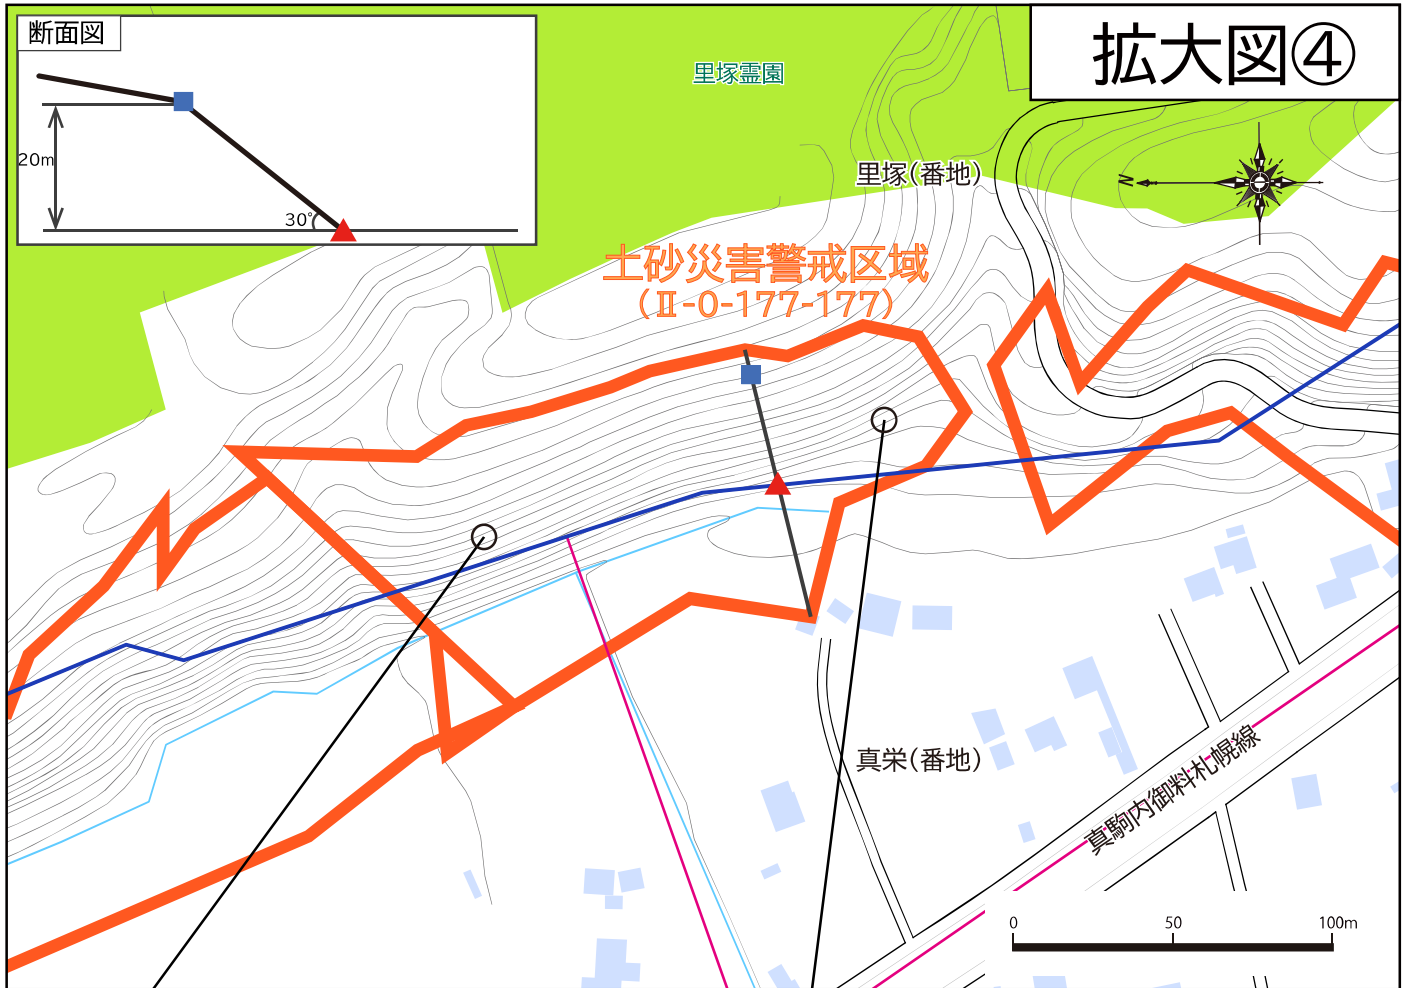 断面図
20m
30°
拡大図④
里塚霊園
里塚(番地)
N
土砂災害警戒区域
(Ⅱ-0-177-177)
真栄(番地)
真駒内御料札幌線
0 50 100m